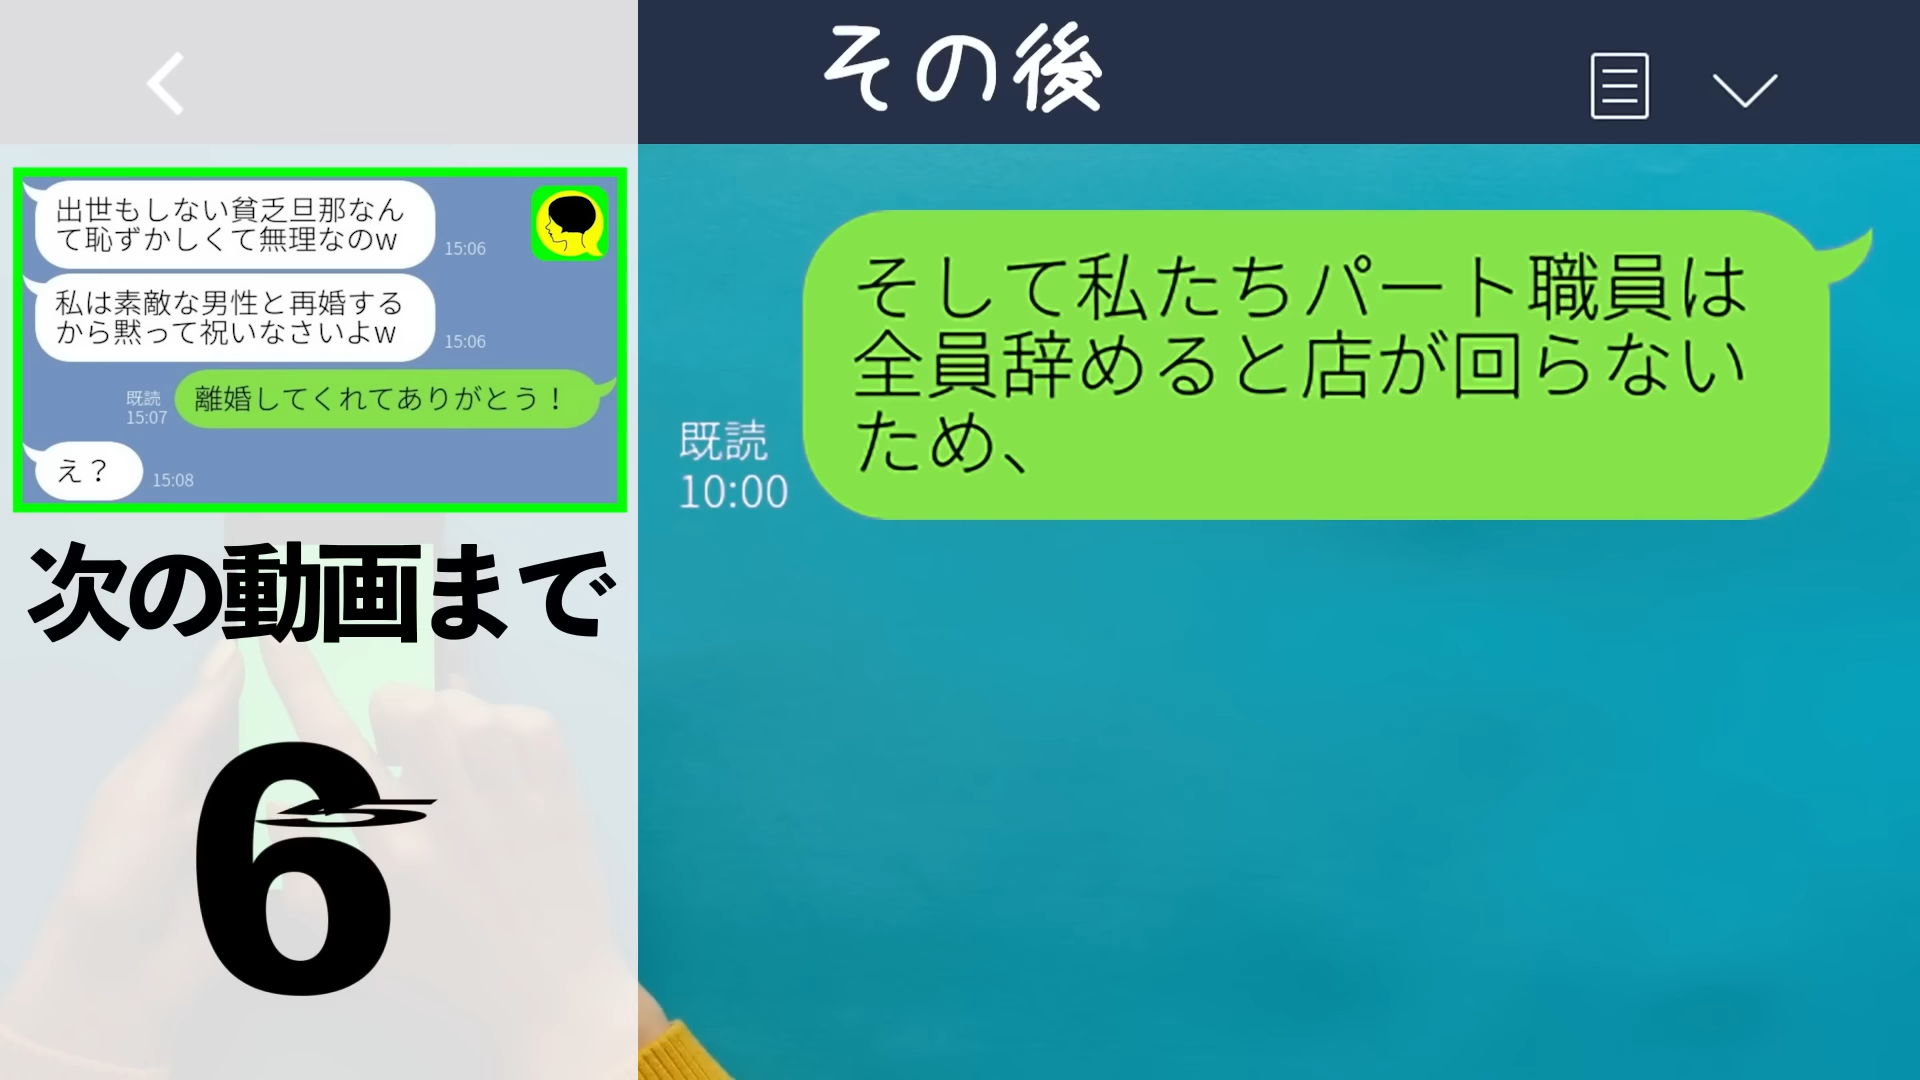 その後
出世もしない貧乏旦那なん
て恥ずかしくて無理なのw
15:06
私は素敵な男性と再婚する
から黙って祝いなさいよw
15:06
離婚してくれてありがとう！
既読
15:07
え？
15:08
次の動画まで
6
そして私たちパート職員は
全員辞めると店が回らない
ため、
既読
10:00